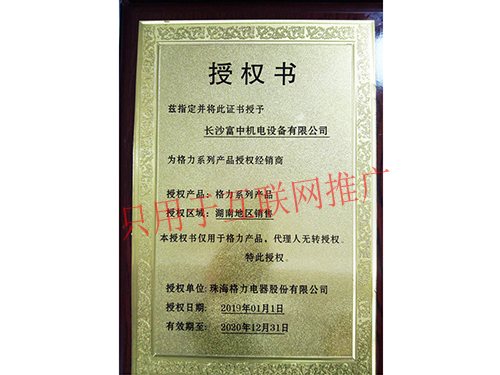 授权书
兹指定并将此证书授予
长沙富中机电设备有限公司
为格力系列产品授权经销商
授权产品：格力系列产品
授权区域：湖南地区销售
本授权书仅用于格力产品，代理人无转授权。
特此授权。
授权单位：珠海格力电器股份有限公司
授权日期：2019年01月1日
有效期至：2020年12月31日
只用于互联网推广